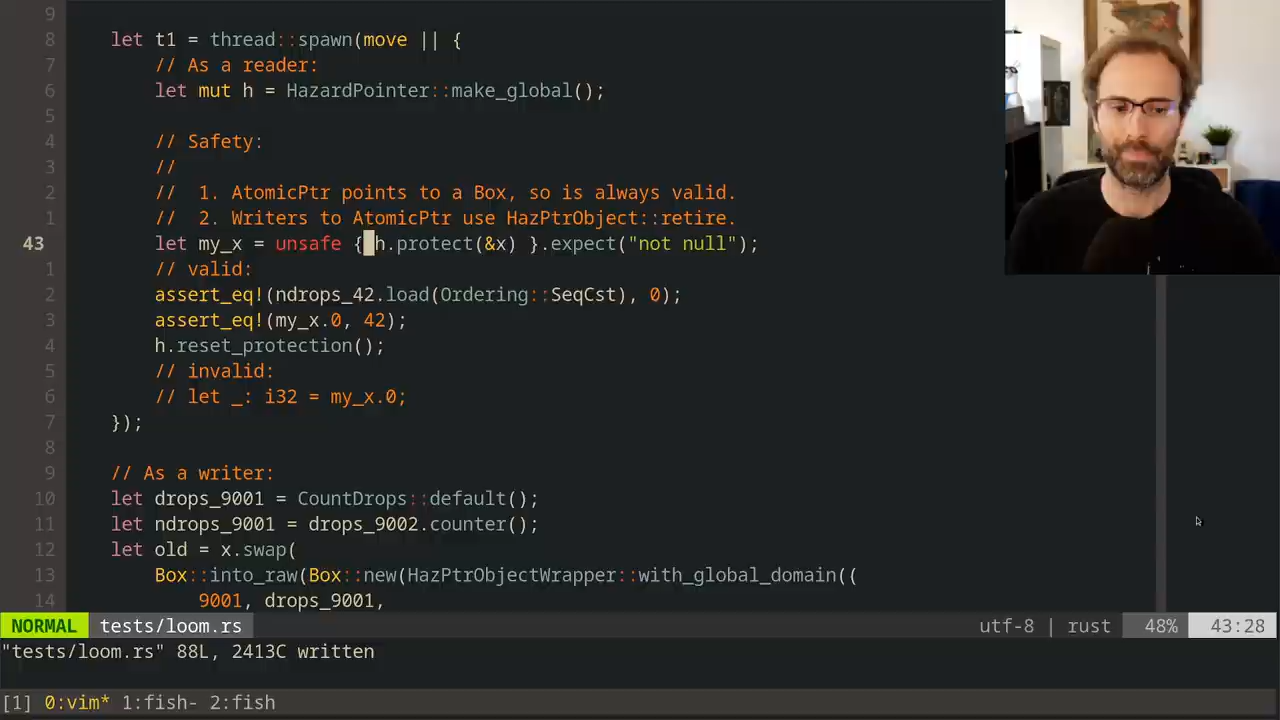 9
8 let t1 = thread::spawn(move || {
7 // As a reader:
6 let mut h = HazardPointer::make_global();
5
4 // Safety:
3 //
2 //  1. AtomicPtr points to a Box, so is always valid.
1 //  2. Writers to AtomicPtr use HazPtrObject::retire.
43 let my_x = unsafe { h.protect(&x) }.expect("not null");
1 // valid:
2 assert_eq!(ndrops_42.load(Ordering::SeqCst), 0);
3 assert_eq!(my_x.0, 42);
4 h.reset_protection();
5 // invalid:
6 // let _: i32 = my_x.0;
7 });
8
9 // As a writer:
10 let drops_9001 = CountDrops::default();
11 let ndrops_9001 = drops_9002.counter();
12 let old = x.swap(
13 Box::into_raw(Box::new(HazPtrObjectWrapper::with_global_domain((
14 9001, drops_9001,
NORMAL tests/loom.rs utf-8 | rust 48% 43:28
"tests/loom.rs" 88L, 2413C written
[1] 0:vim* 1:fish- 2:fish